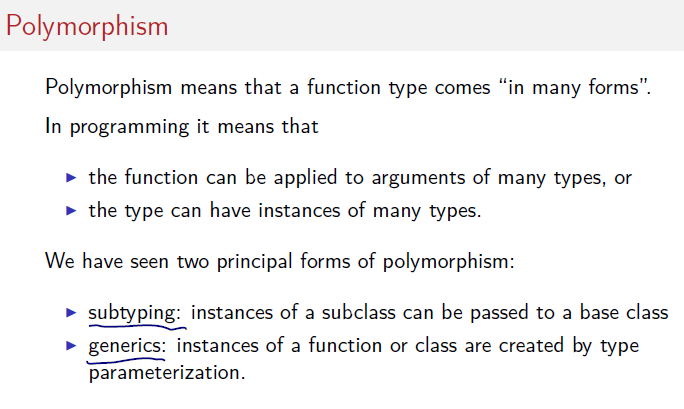 Polymorphism
Polymorphism means that a function type comes “in many forms”.
In programming it means that
▶ the function can be applied to arguments of many types, or
▶ the type can have instances of many types.
We have seen two principal forms of polymorphism:
▶ subtyping: instances of a subclass can be passed to a base class
▶ generics: instances of a function or class are created by type
parameterization.